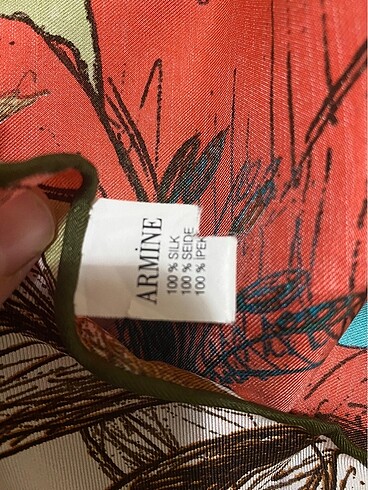 ARMİNE
100 % SILK
100 % SEIDE
100 % İPEK